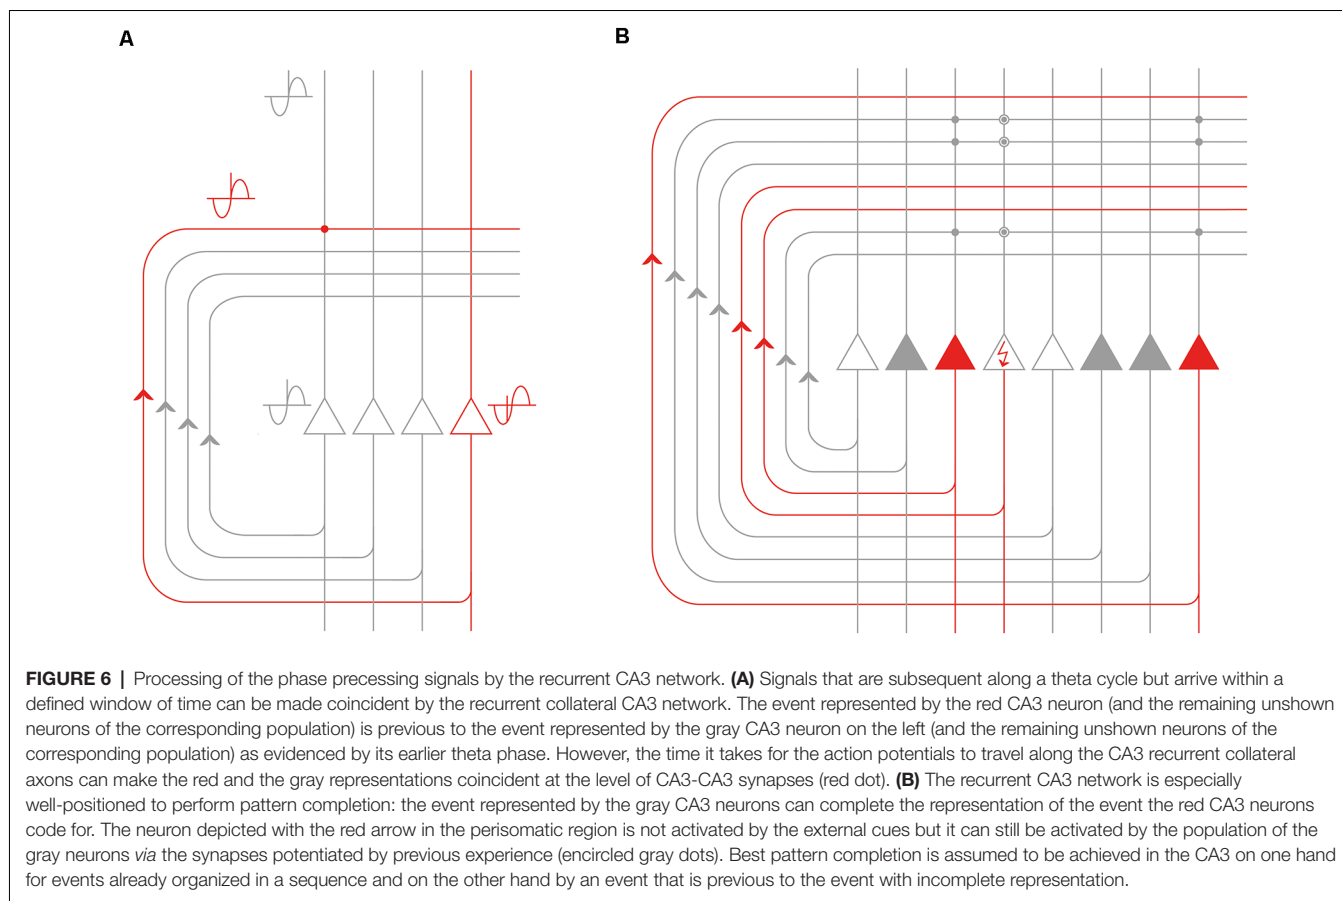 A
B
FIGURE 6 | Processing of the phase precessing signals by the recurrent CA3 network. (A) Signals that are subsequent along a theta cycle but arrive within a
defined window of time can be made coincident by the recurrent collateral CA3 network. The event represented by the red CA3 neuron (and the remaining unshown
neurons of the corresponding population) is previous to the event represented by the gray CA3 neuron on the left (and the remaining unshown neurons of the
corresponding population) as evidenced by its earlier theta phase. However, the time it takes for the action potentials to travel along the CA3 recurrent collateral
axons can make the red and the gray representations coincident at the level of CA3-CA3 synapses (red dot). (B) The recurrent CA3 network is especially
well-positioned to perform pattern completion: the event represented by the gray CA3 neurons can complete the representation of the event the red CA3 neurons
code for. The neuron depicted with the red arrow in the perisomatic region is not activated by the external cues but it can still be activated by the population of the
gray neurons via the synapses potentiated by previous experience (encircled gray dots). Best pattern completion is assumed to be achieved in the CA3 on one hand
for events already organized in a sequence and on the other hand by an event that is previous to the event with incomplete representation.